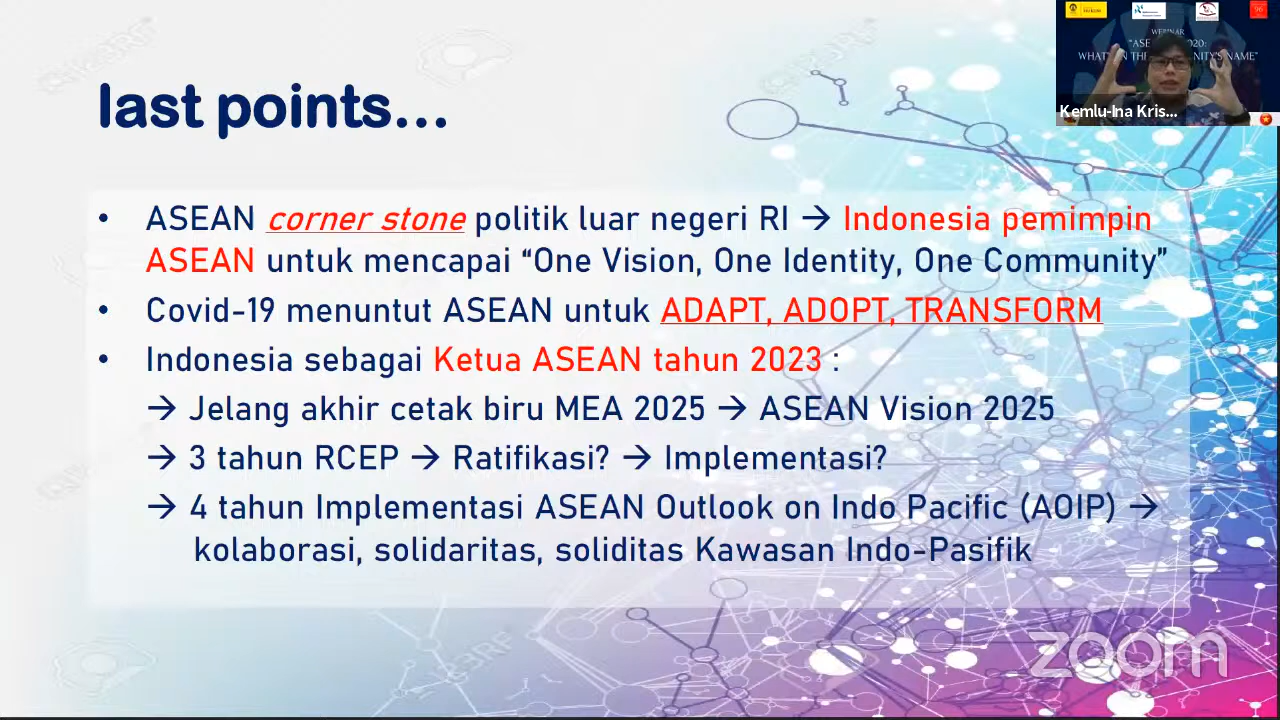 last points...
WEBINAR
Kemlu-Ina Kris...
• ASEAN corner stone politik luar negeri RI → Indonesia pemimpin
ASEAN untuk mencapai “One Vision, One Identity, One Community”
• Covid-19 menuntut ASEAN untuk ADAPT, ADOPT, TRANSFORM
• Indonesia sebagai Ketua ASEAN tahun 2023 :
→ Jelang akhir cetak biru MEA 2025 → ASEAN Vision 2025
→ 3 tahun RCEP → Ratifikasi? → Implementasi?
→ 4 tahun Implementasi ASEAN Outlook on Indo Pacific (AOIP) →
kolaborasi, solidaritas, soliditas Kawasan Indo-Pasifik
zoom